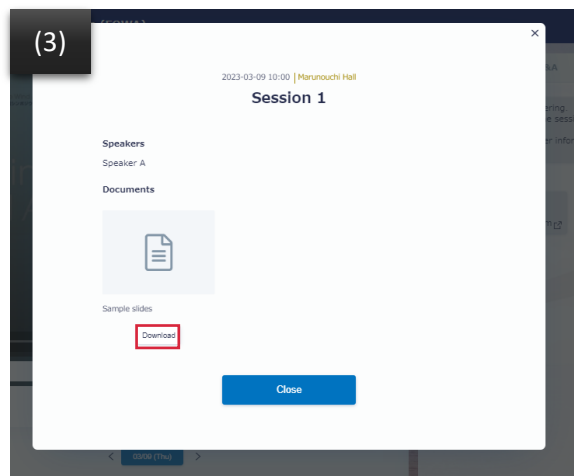 (3)
×
2023-03-09 10:00 | Marunouchi Hall
Session 1
Speakers
Speaker A
Documents
Sample slides
Download
Close
< 03/09 (Thu) >